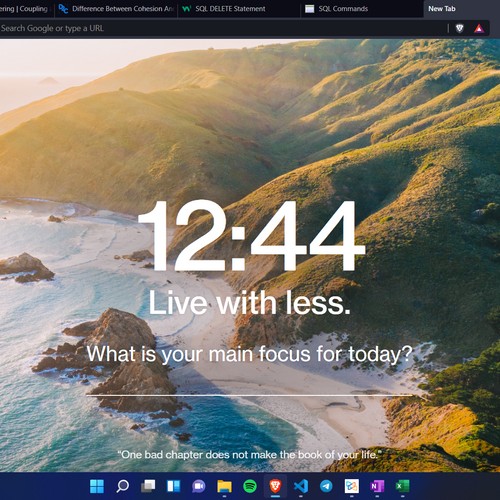 ering | Coupling
Difference Between Cohesion An
SQL DELETE Statement
SQL Commands
New Tab
Search Google or type a URL
12:44
Live with less.
What is your main focus for today?
"One bad chapter does not make the book of your life."